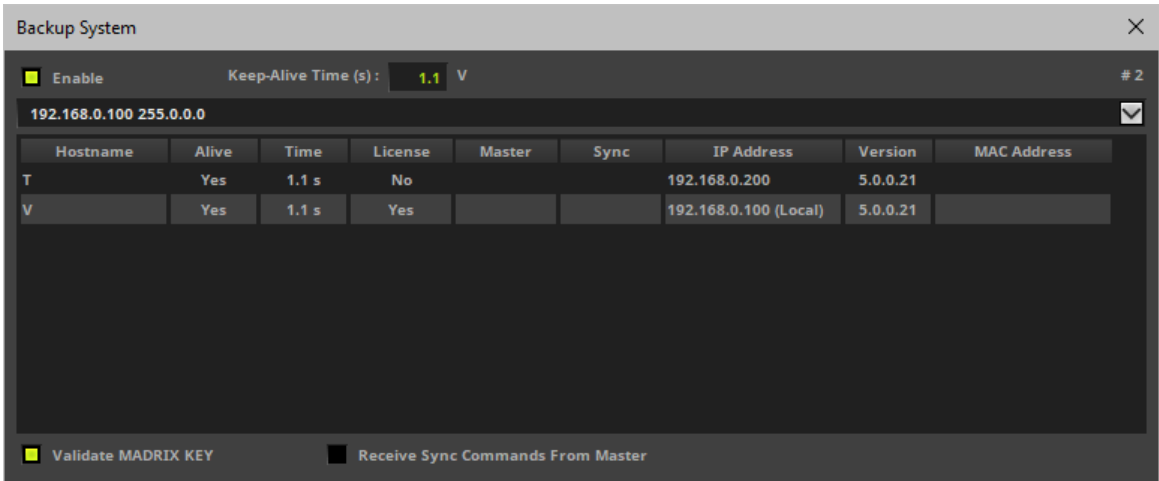 Backup System
Enable Keep-Alive Time (s) : 1.1 V # 2
192.168.0.100 255.0.0.0
Hostname Alive Time License Master Sync IP Address Version MAC Address
T Yes 1.1 s No 192.168.0.200 5.0.0.21
V Yes 1.1 s Yes 192.168.0.100 (Local) 5.0.0.21
Validate MADRIX KEY Receive Sync Commands From Master